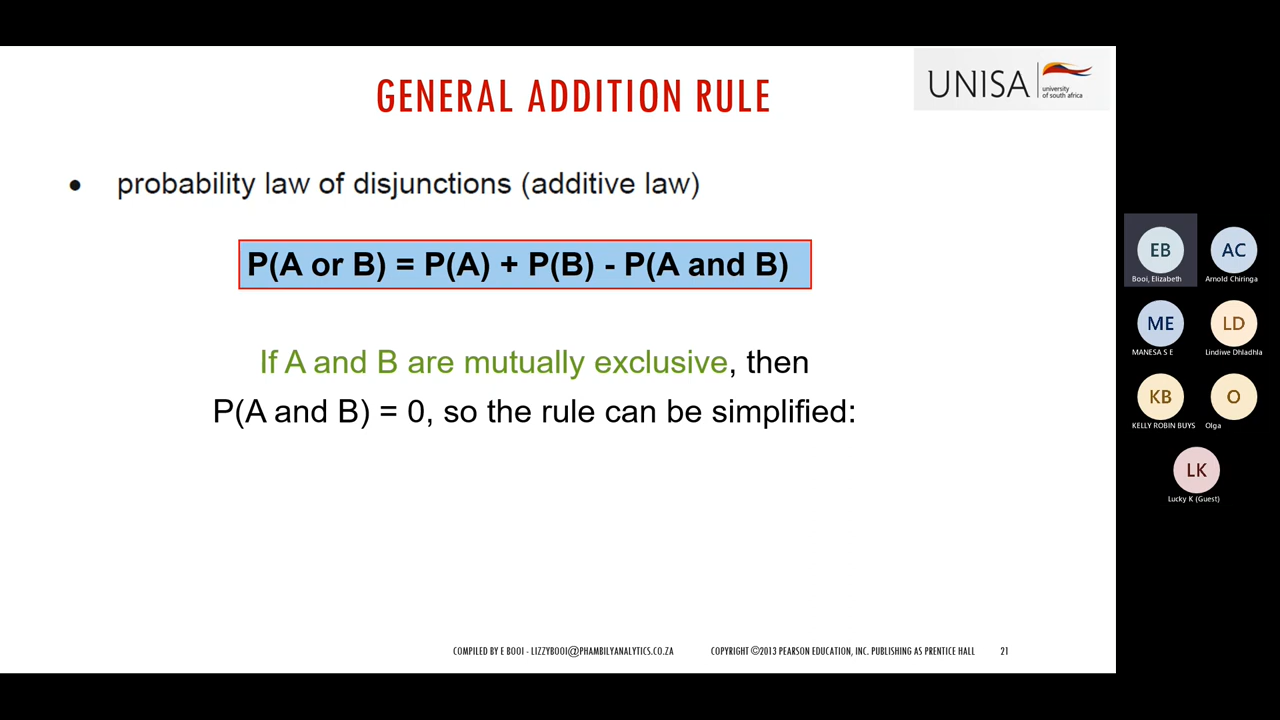 GENERAL ADDITION RULE
UNISA
university
of south africa
• probability law of disjunctions (additive law)
P(A or B) = P(A) + P(B) - P(A and B)
If A and B are mutually exclusive, then
P(A and B) = 0, so the rule can be simplified:
COMPILED BY E BOOI - LIZZYBOOI@PHAMBILYANALYTICS.CO.ZA COPYRIGHT ©2013 PEARSON EDUCATION, INC. PUBLISHING AS PRENTICE HALL 21
EB AC
Booi, Elizabeth Arnold Chiringa
ME LD
MANESA S E Lindiwe Dhladhla
KB O
KELLY ROBIN BUYS Olga
LK
Lucky K (Guest)